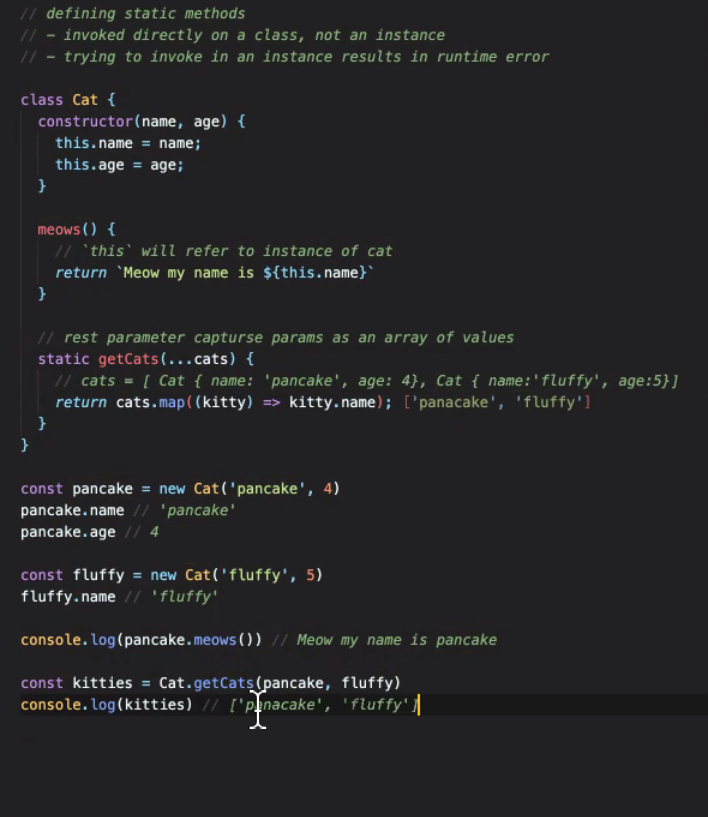 // defining static methods
// - invoked directly on a class, not an instance
// - trying to invoke in an instance results in runtime error
class Cat {
constructor(name, age) {
this.name = name;
this.age = age;
}
meows() {
// `this` will refer to instance of cat
return `Meow my name is ${this.name}`
}
// rest parameter capturse params as an array of values
static getCats(...cats) {
// cats = [ Cat { name: 'pancake', age: 4}, Cat { name:'fluffy', age:5}]
return cats.map((kitty) => kitty.name); ['panacake', 'fluffy']
}
}
const pancake = new Cat('pancake', 4)
pancake.name // 'pancake'
pancake.age // 4
const fluffy = new Cat('fluffy', 5)
fluffy.name // 'fluffy'
console.log(pancake.meows()) // Meow my name is pancake
const kitties = Cat.getCats(pancake, fluffy)
console.log(kitties) // ['panacake', 'fluffy']